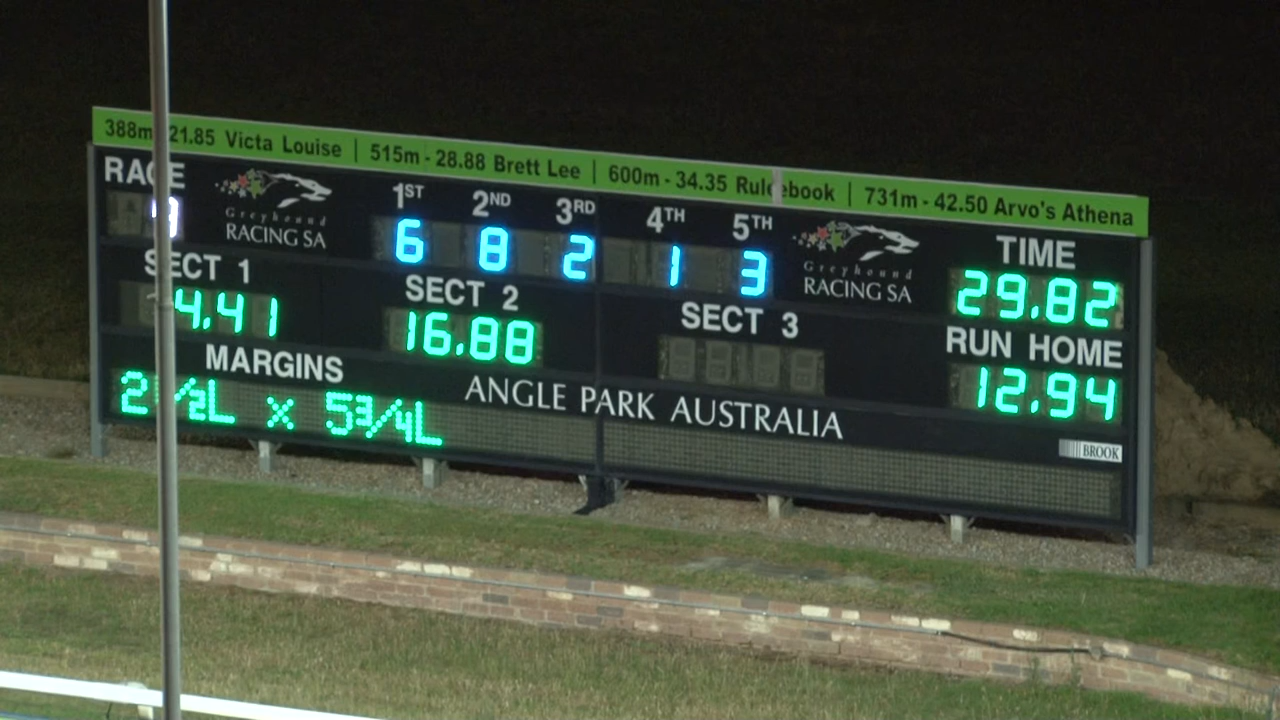 388m 21.85 Victa Louise | 515m - 28.88 Brett Lee | 600m - 34.35 Rulebook | 731m - 42.50 Arvo's Athena
RACE
Greyhound
RACING SA
1ST 2ND 3RD 4TH 5TH
6 8 2 1 3
Greyhound
RACING SA
TIME
29.82
SECT 1
4.41
SECT 2
16.88
SECT 3
RUN HOME
12.94
MARGINS
2½L x 5¾L
ANGLE PARK AUSTRALIA
BROOK